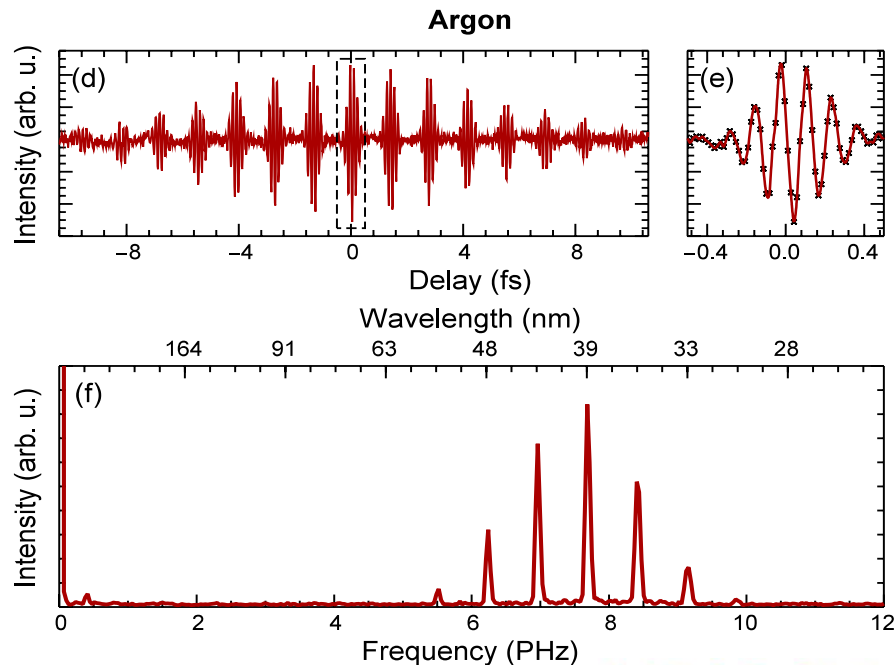 Argon
(d)
(e)
Intensity (arb. u.)
−8 −4 0 4 8
−0.4 0.0 0.4
Delay (fs)
Wavelength (nm)
164 91 63 48 39 33 28
(f)
Intensity (arb. u.)
0 2 4 6 8 10 12
Frequency (PHz)